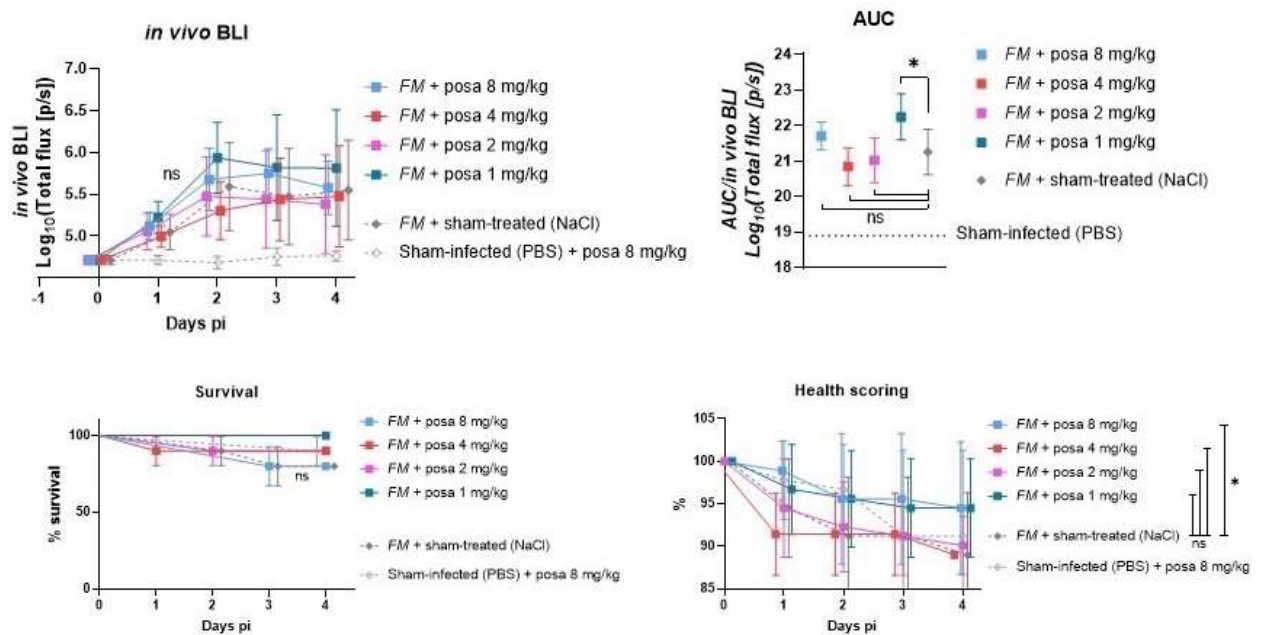 in vivo BLI
in vivo BLI
Log10(Total flux [p/s])
7.0
6.5
6.0
5.5
5.0
ns
-1
0
1
2
3
4
Days pi
FM + posa 8 mg/kg
FM + posa 4 mg/kg
FM + posa 2 mg/kg
FM + posa 1 mg/kg
FM + sham-treated (NaCl)
Sham-infected (PBS) + posa 8 mg/kg
AUC
AUC/in vivo BLI
Log10(Total flux [p/s])
24
23
22
21
20
19
18
*
ns
FM + posa 8 mg/kg
FM + posa 4 mg/kg
FM + posa 2 mg/kg
FM + posa 1 mg/kg
FM + sham-treated (NaCl)
Sham-infected (PBS)
Survival
% survival
100
50
0
ns
0
1
2
3
4
Days pi
FM + posa 8 mg/kg
FM + posa 4 mg/kg
FM + posa 2 mg/kg
FM + posa 1 mg/kg
FM + sham-treated (NaCl)
Sham-infected (PBS) + posa 8 mg/kg
Health scoring
%
105
100
95
90
85
0
1
2
3
4
Days pi
FM + posa 8 mg/kg
FM + posa 4 mg/kg
FM + posa 2 mg/kg
FM + posa 1 mg/kg
FM + sham-treated (NaCl)
Sham-infected (PBS) + posa 8 mg/kg
ns
*